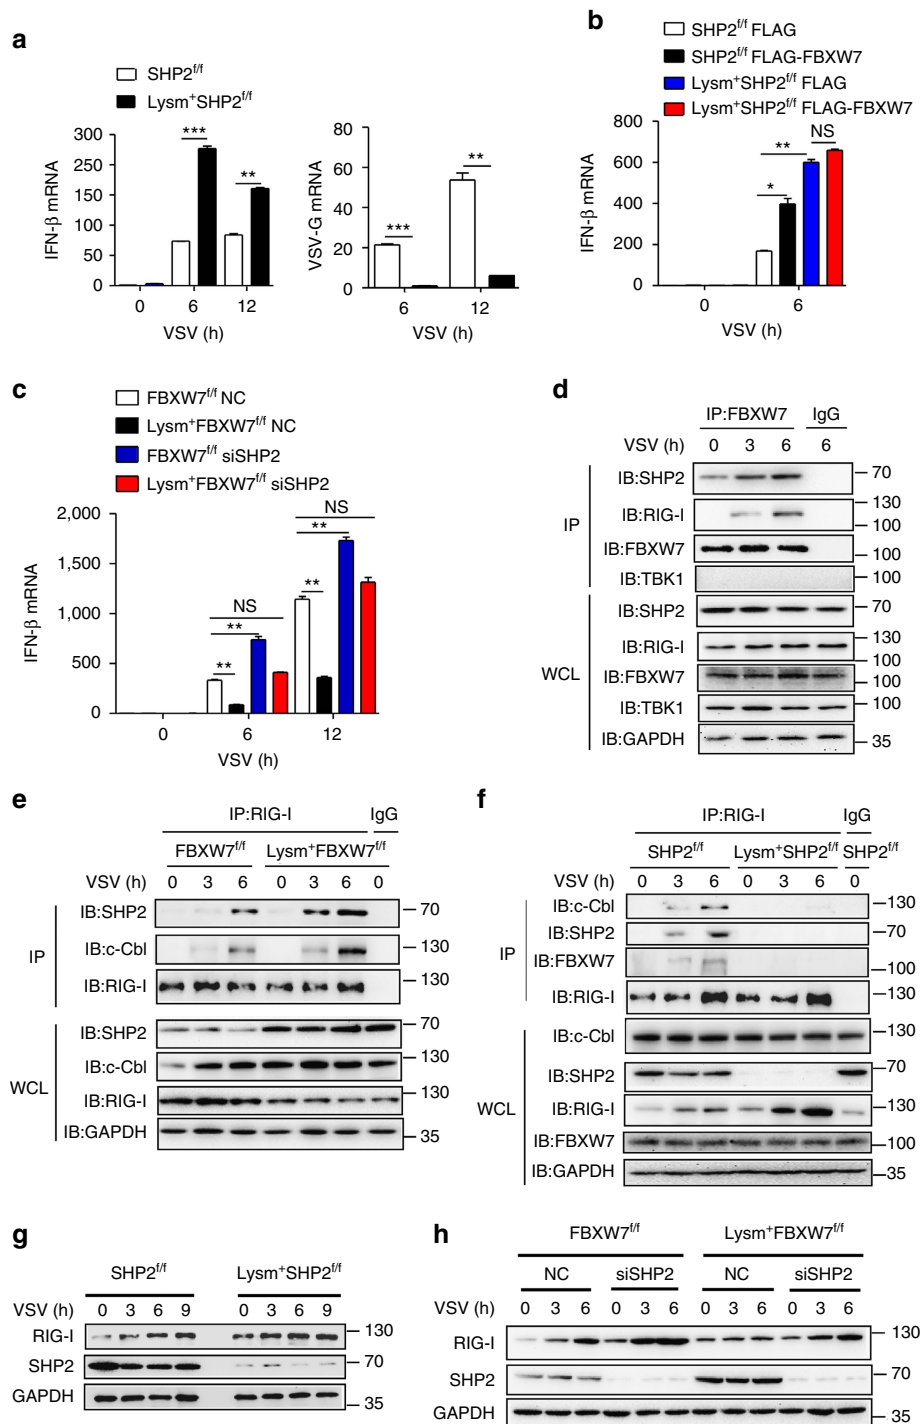 a
SHP2f/f
Lysm+SHP2f/f
IFN-β mRNA
300
250
150
100
50
0
***
**
0 6 12
VSV (h)
VSV-G mRNA
80
60
40
20
0
***
**
6 12
VSV (h)
b
SHP2f/f FLAG
SHP2f/f FLAG-FBXW7
Lysm+SHP2f/f FLAG
Lysm+SHP2f/f FLAG-FBXW7
IFN-β mRNA
800
600
400
200
0
NS
**
*
0 6
VSV (h)
c
FBXW7f/f NC
Lysm+FBXW7f/f NC
FBXW7f/f siSHP2
Lysm+FBXW7f/f siSHP2
IFN-β mRNA
2,000
1,500
1,000
500
0
NS
**
**
NS
**
**
0 6 12
VSV (h)
d
IP:FBXW7 IgG
VSV (h) 0 3 6 6
IP
IB:SHP2 70
IB:RIG-I 130
100
IB:FBXW7 100
IB:TBK1 100
WCL
IB:SHP2 70
IB:RIG-I 130
100
IB:FBXW7 100
IB:TBK1 100
IB:GAPDH 35
e
IP:RIG-I IgG
FBXW7f/f Lysm+FBXW7f/f
VSV (h) 0 3 6 0 3 6 0
IP
IB:SHP2 70
IB:c-Cbl 130
IB:RIG-I 130
WCL
IB:SHP2 70
IB:c-Cbl 130
IB:RIG-I 130
IB:GAPDH 35
f
IP:RIG-I IgG
SHP2f/f Lysm+SHP2f/f SHP2f/f
VSV (h) 0 3 6 0 3 6 0
IP
IB:c-Cbl 130
IB:SHP2 70
IB:FBXW7 100
IB:RIG-I 130
WCL
IB:c-Cbl 130
IB:SHP2 70
IB:RIG-I 130
IB:FBXW7 100
IB:GAPDH 35
g
SHP2f/f Lysm+SHP2f/f
VSV (h) 0 3 6 9 0 3 6 9
RIG-I 130
SHP2 70
GAPDH 35
h
FBXW7f/f Lysm+FBXW7f/f
NC siSHP2 NC siSHP2
VSV (h) 0 3 6 0 3 6 0 3 6 0 3 6
RIG-I 130
SHP2 70
GAPDH 35